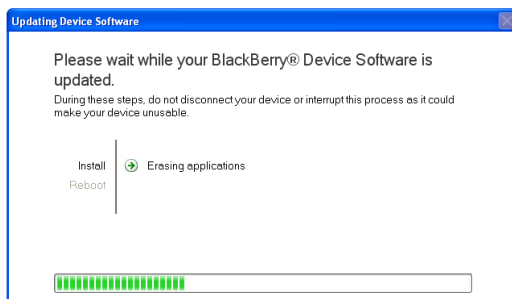 Updating Device Software
Please wait while your BlackBerry® Device Software is
updated.
During these steps, do not disconnect your device or interrupt this process as it could
make your device unusable.
Install
Erasing applications
Reboot